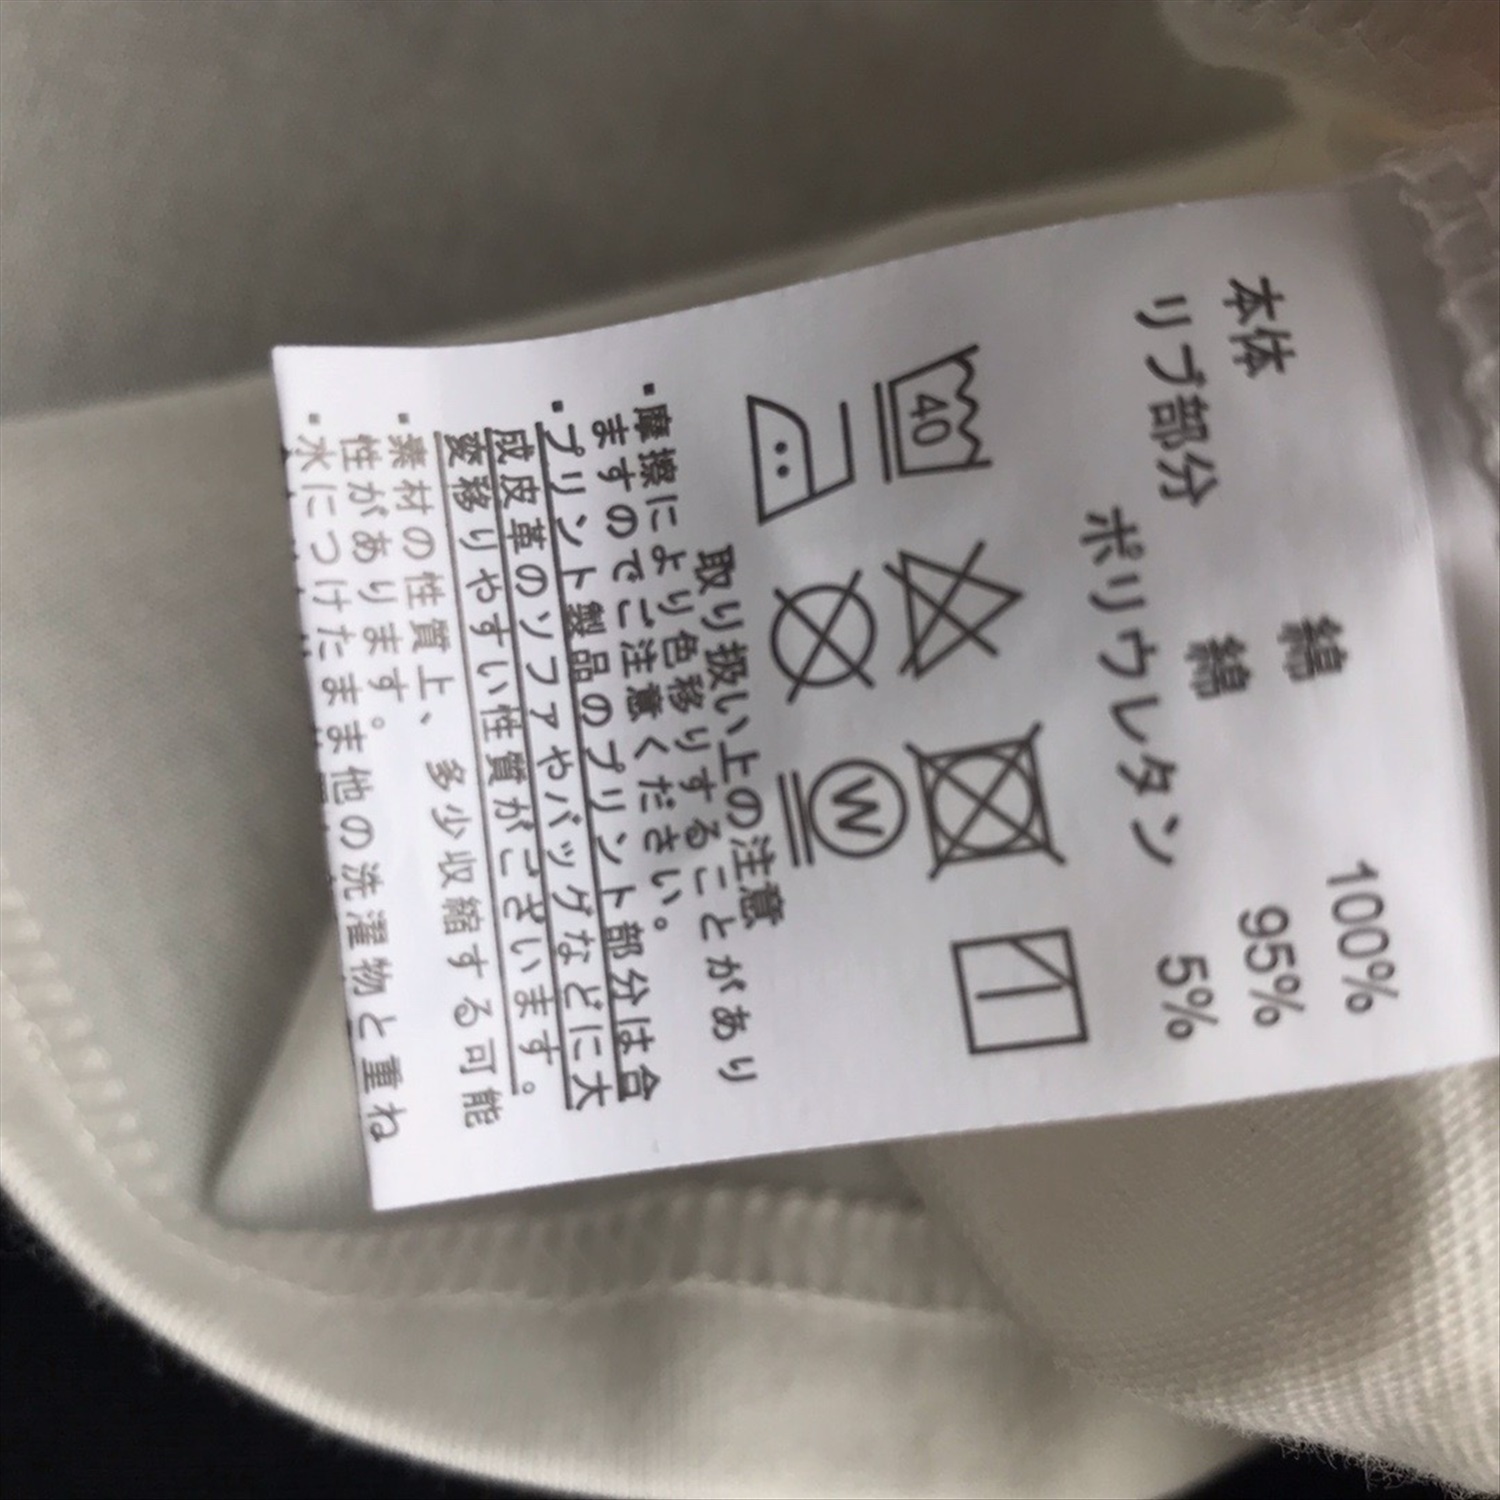 本体 綿 100%
リブ部分 綿 95%
ポリウレタン 5%
40
W
取り扱い上の注意
・摩擦により色移りすることがあり
ますのでご注意ください。
・プリント製品のプリント部分は合
成皮革のソファやバッグなどに大
変移りやすい性質がございます。
・素材の性質上、多少収縮する可能
性があります。
・水につけたまま他の洗濯物と重ね